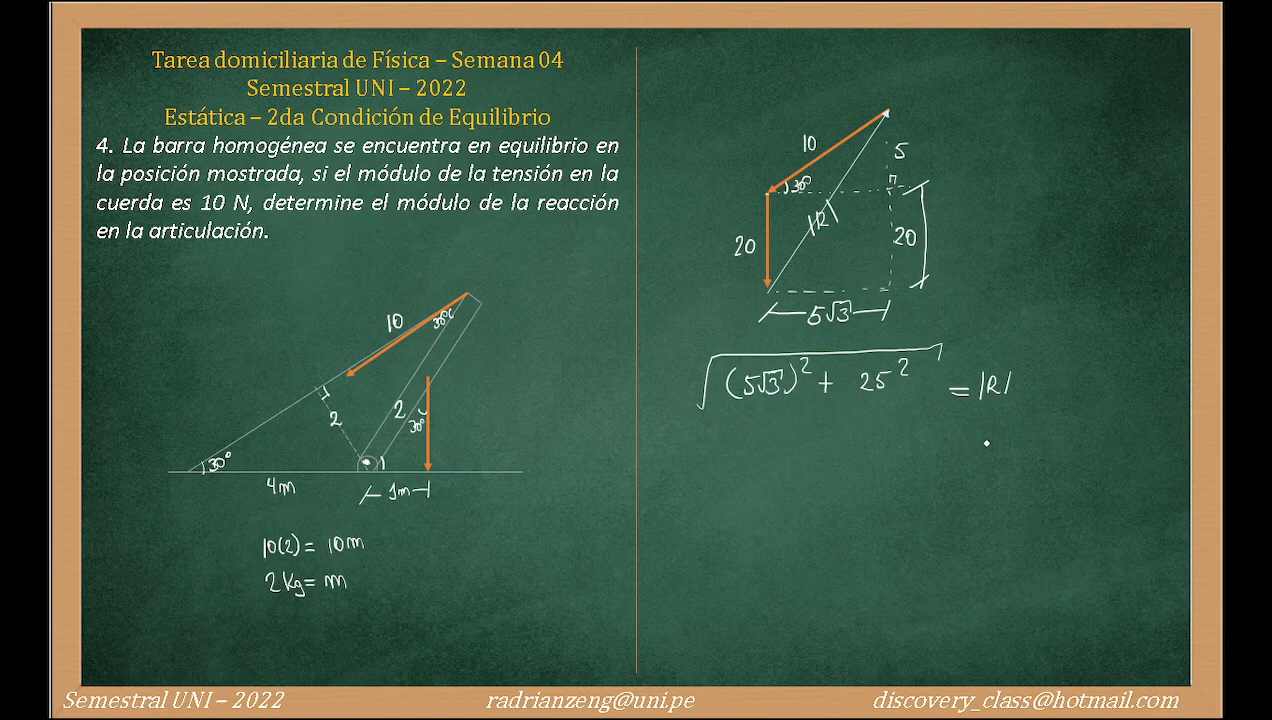 Tarea domiciliaria de Física – Semana 04
Semestral UNI – 2022
Estática – 2da Condición de Equilibrio
4. La barra homogénea se encuentra en equilibrio en
la posición mostrada, si el módulo de la tensión en la
cuerda es 10 N, determine el módulo de la reacción
en la articulación.
10
30°
2
2
30°
30°
4m
1m
10(2) = 10m
2kg = m
10
5
30°
|R|
20
20
5√3
√(5√3)² + 25² = |R|
Semestral UNI – 2022
radrianzeng@uni.pe
discovery_class@hotmail.com